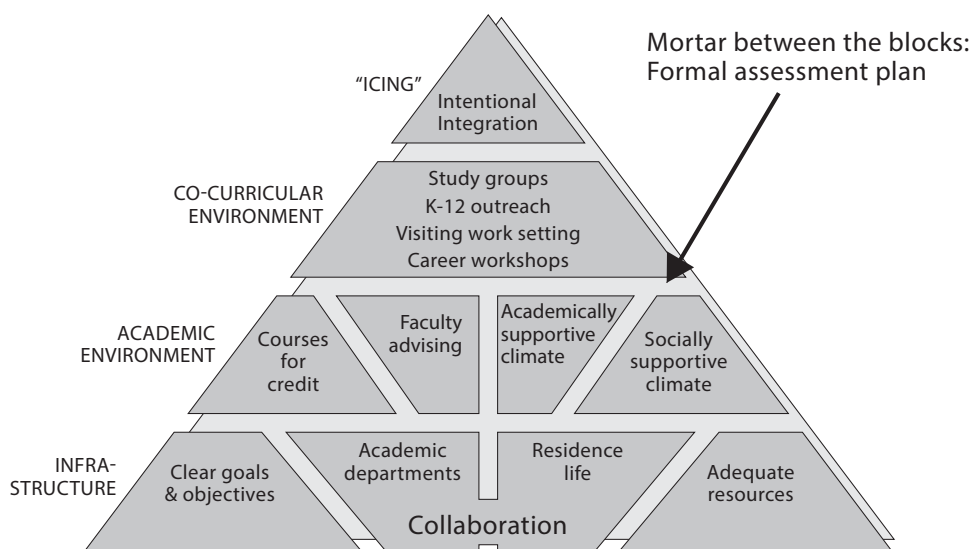 Mortar between the blocks:
Formal assessment plan
“ICING”
Intentional
Integration
CO-CURRICULAR
ENVIRONMENT
Study groups
K-12 outreach
Visiting work setting
Career workshops
ACADEMIC
ENVIRONMENT
Courses
for
credit
Faculty
advising
Academically
supportive
climate
Socially
supportive
climate
INFRA-
STRUCTURE
Clear goals
& objectives
Academic
departments
Residence
life
Adequate
resources
Collaboration